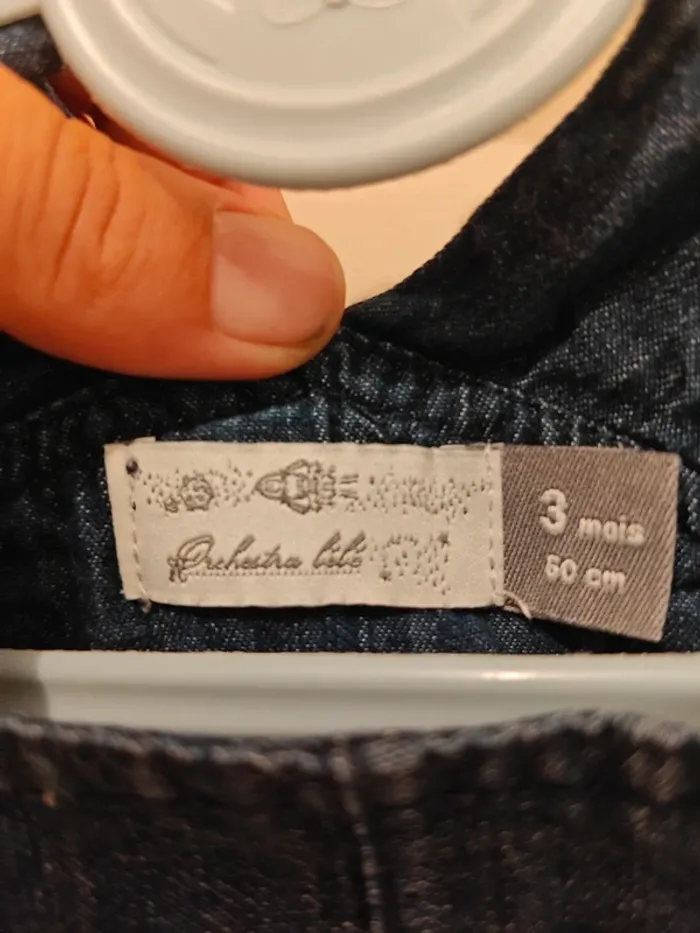 Orchestra bébé
3 mois
60 cm